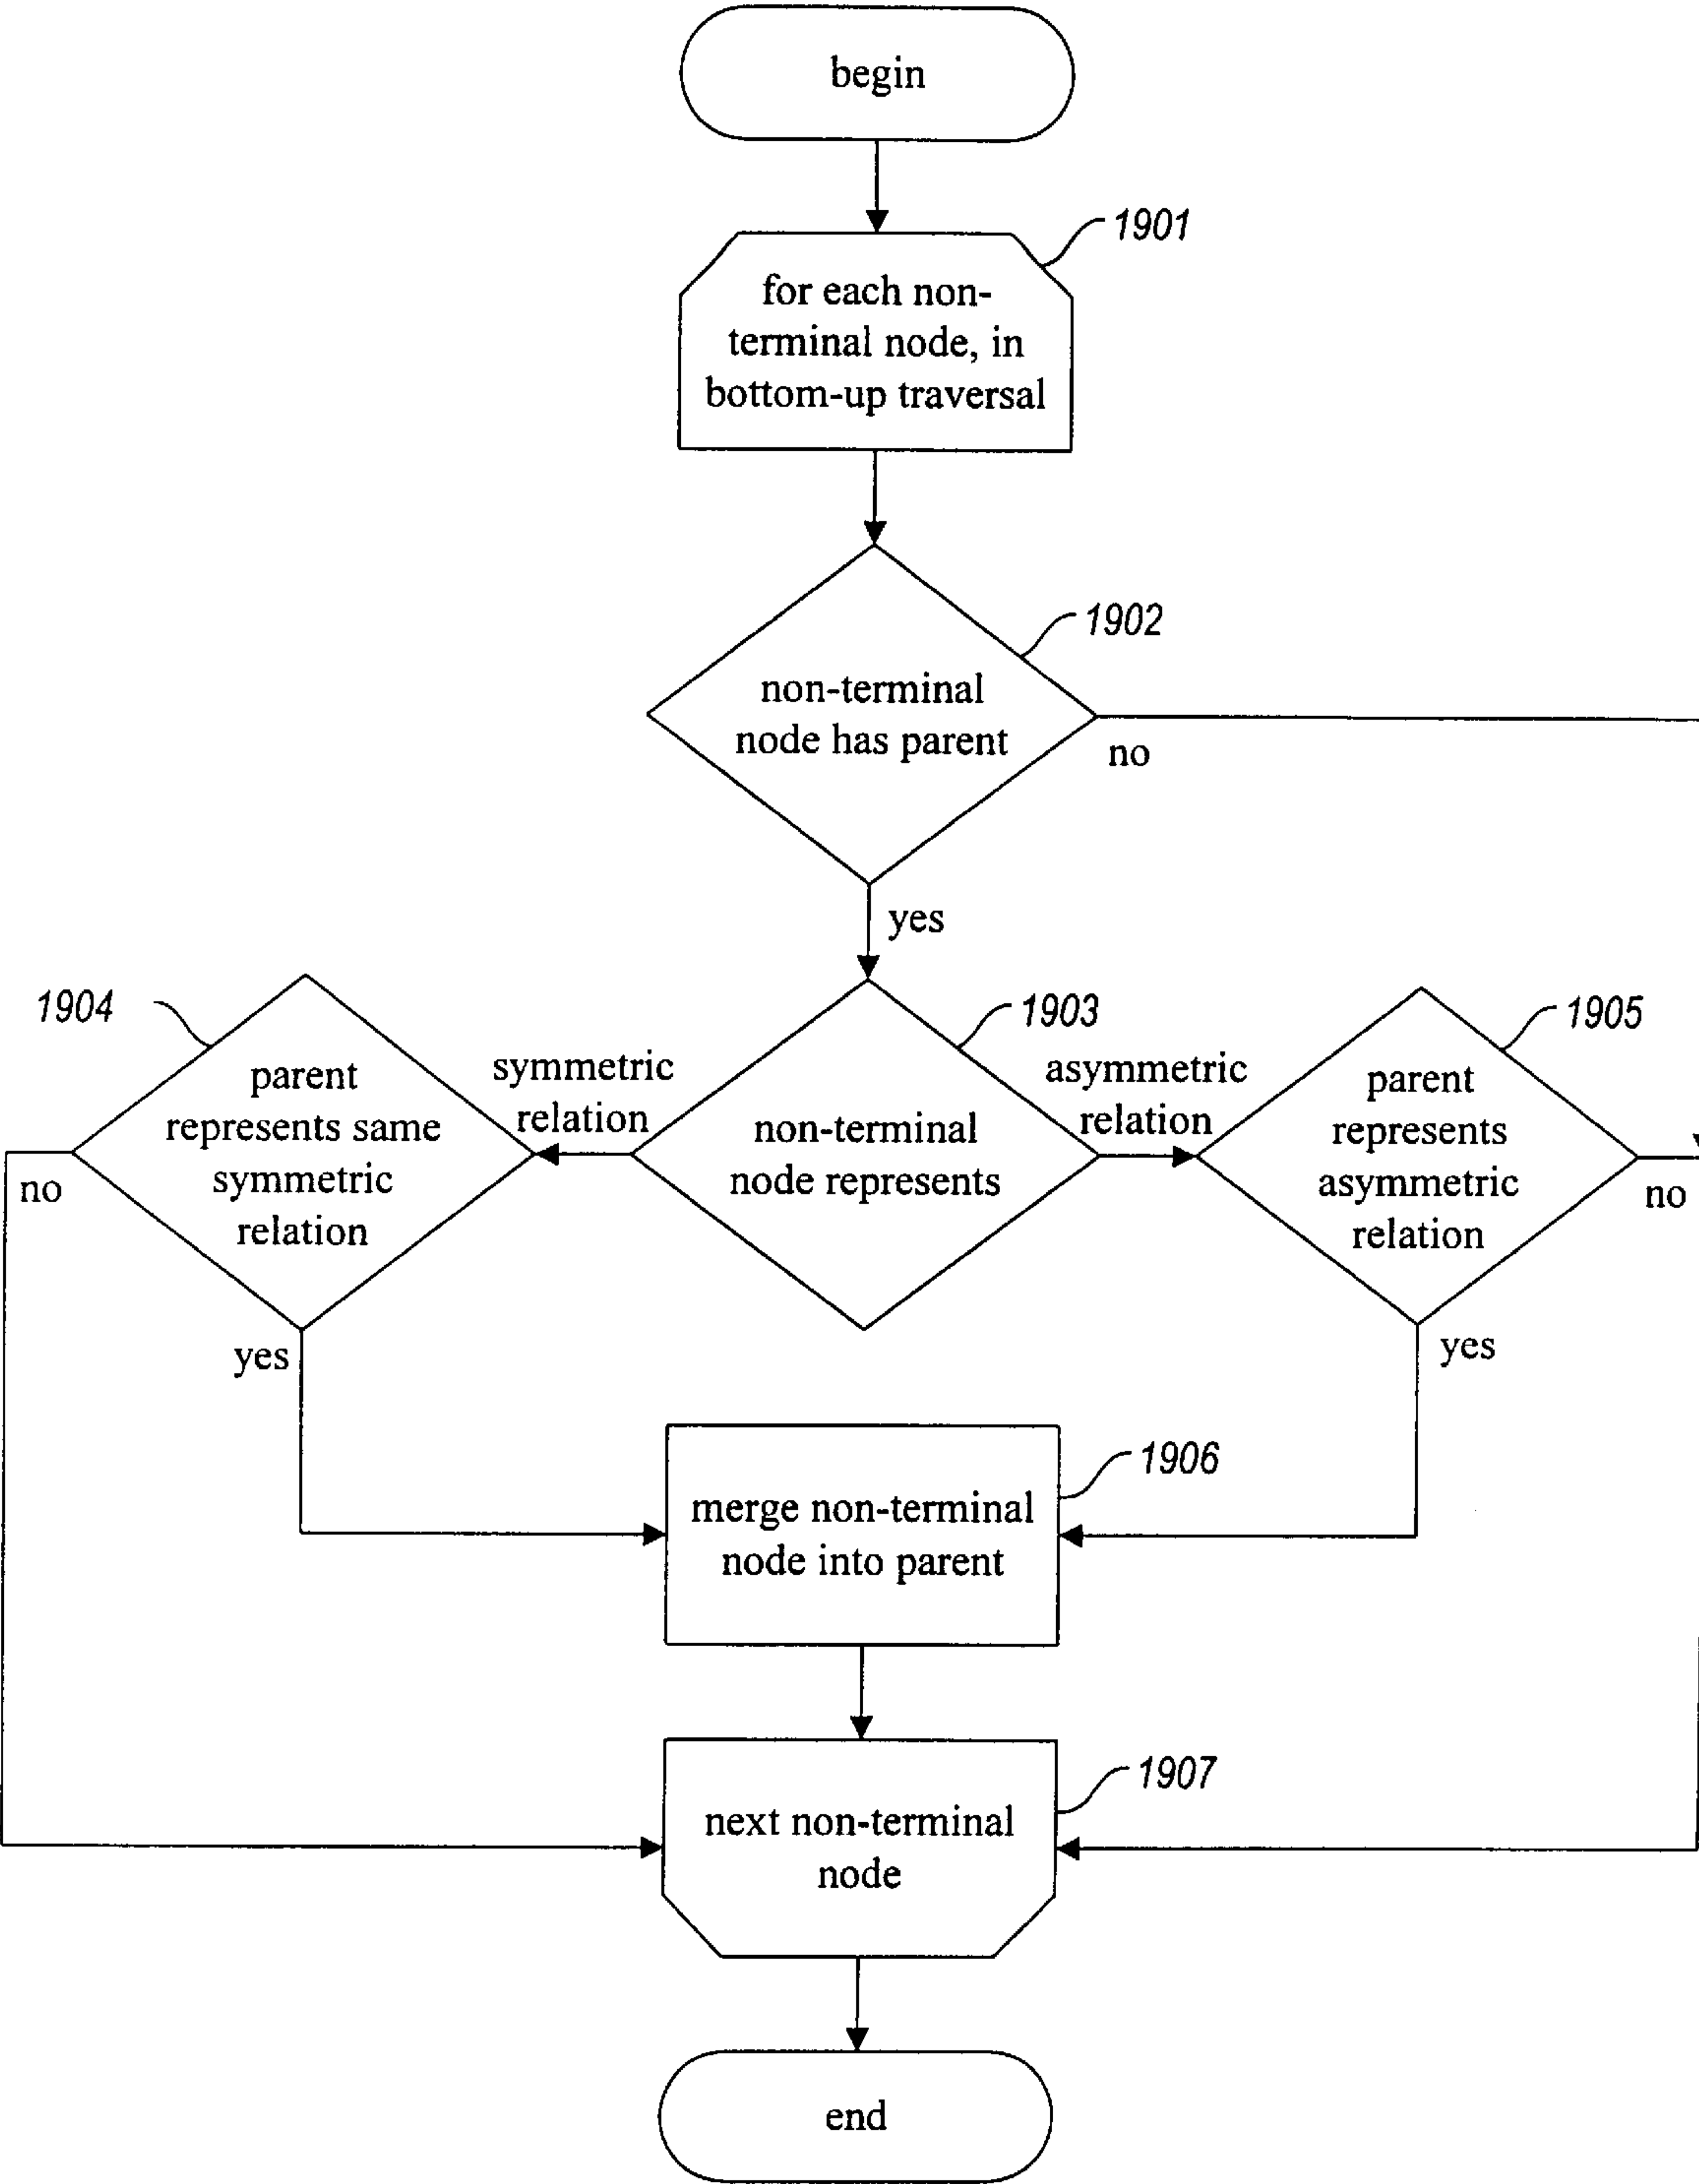 begin
1901
for each non-
terminal node, in
bottom-up traversal
1902
non-terminal
node has parent
no
yes
1904
parent
represents same
symmetric
relation
no
yes
symmetric
relation
1903
non-terminal
node represents
asymmetric
relation
1905
parent
represents
asymmetric
relation
no
yes
1906
merge non-terminal
node into parent
1907
next non-terminal
node
end